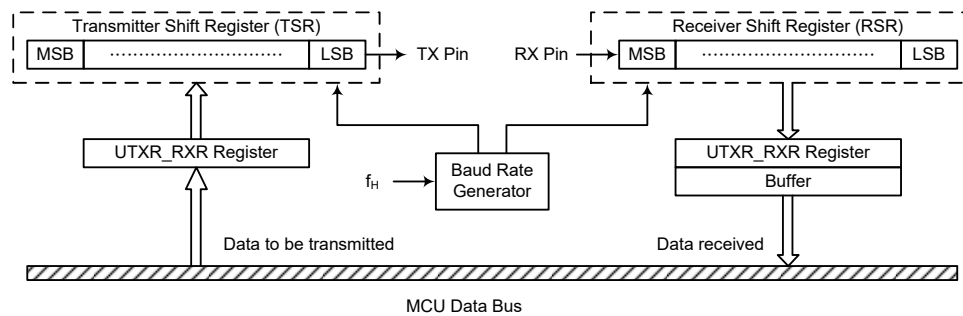 Transmitter Shift Register (TSR)
MSB ................................ LSB
TX Pin
RX Pin
Receiver Shift Register (RSR)
MSB ................................ LSB
UTXR_RXR Register
fH
Baud Rate
Generator
UTXR_RXR Register
Buffer
Data to be transmitted
Data received
MCU Data Bus